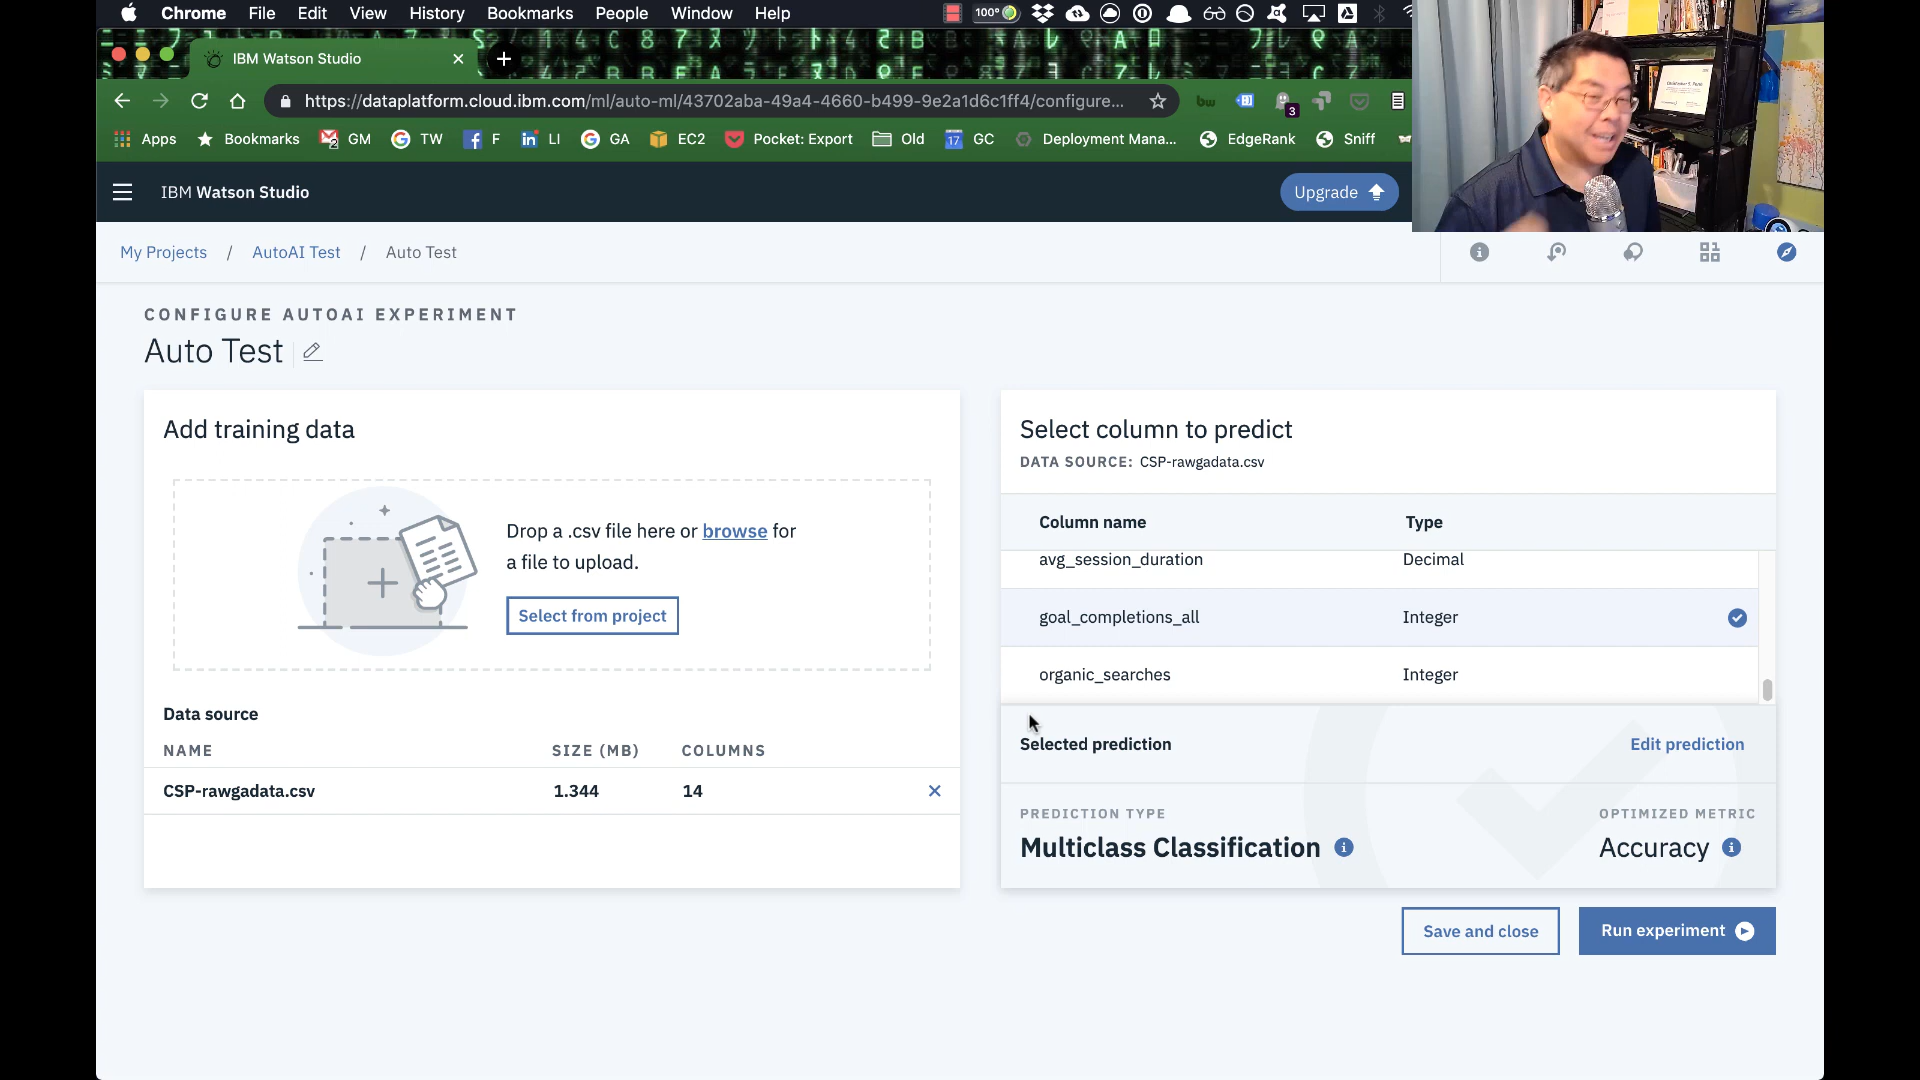 Chrome File Edit View History Bookmarks People Window Help 100°
IBM Watson Studio
https://dataplatform.cloud.ibm.com/ml/auto-ml/43702aba-49a4-4660-b499-9e2a1d6c1ff4/configure... bw 3
Apps Bookmarks GM TW F LI GA EC2 Pocket: Export Old 17 GC Deployment Mana... EdgeRank Sniff
IBM Watson Studio Upgrade
My Projects / AutoAI Test / Auto Test
CONFIGURE AUTOAI EXPERIMENT
Auto Test
Add training data
Drop a .csv file here or browse for
a file to upload.
Select from project
Data source
NAME SIZE (MB) COLUMNS
CSP-rawgadata.csv 1.344 14
Select column to predict
DATA SOURCE: CSP-rawgadata.csv
Column name Type
avg_session_duration Decimal
goal_completions_all Integer
organic_searches Integer
Selected prediction Edit prediction
PREDICTION TYPE OPTIMIZED METRIC
Multiclass Classification Accuracy
Save and close Run experiment